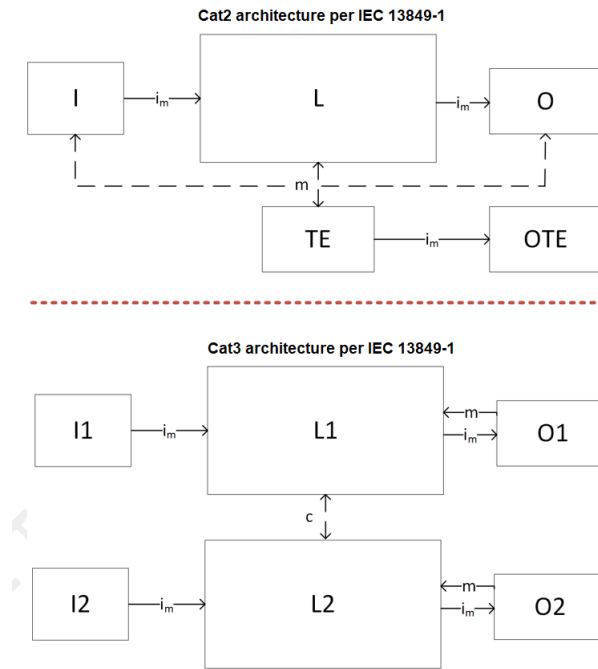 Cat2 architecture per IEC 13849-1
I
iₘ
L
iₘ
O
m
TE
iₘ
OTE
Cat3 architecture per IEC 13849-1
I1
iₘ
L1
m
iₘ
O1
c
I2
iₘ
L2
m
iₘ
O2